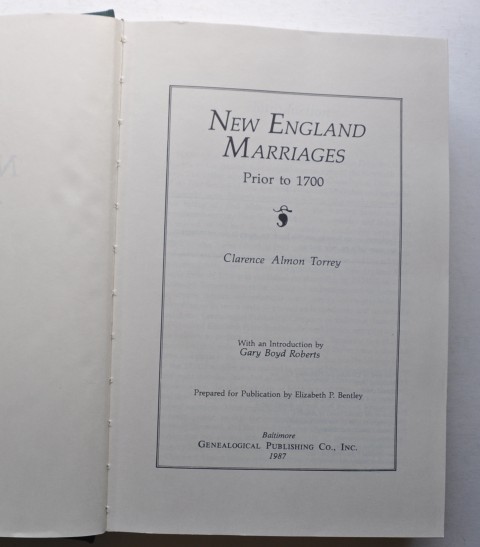 NEW ENGLAND
MARRIAGES
Prior to 1700
Clarence Almon Torrey
With an Introduction by
Gary Boyd Roberts
Prepared for Publication by Elizabeth P. Bentley
Baltimore
GENEALOGICAL PUBLISHING CO., INC.
1987